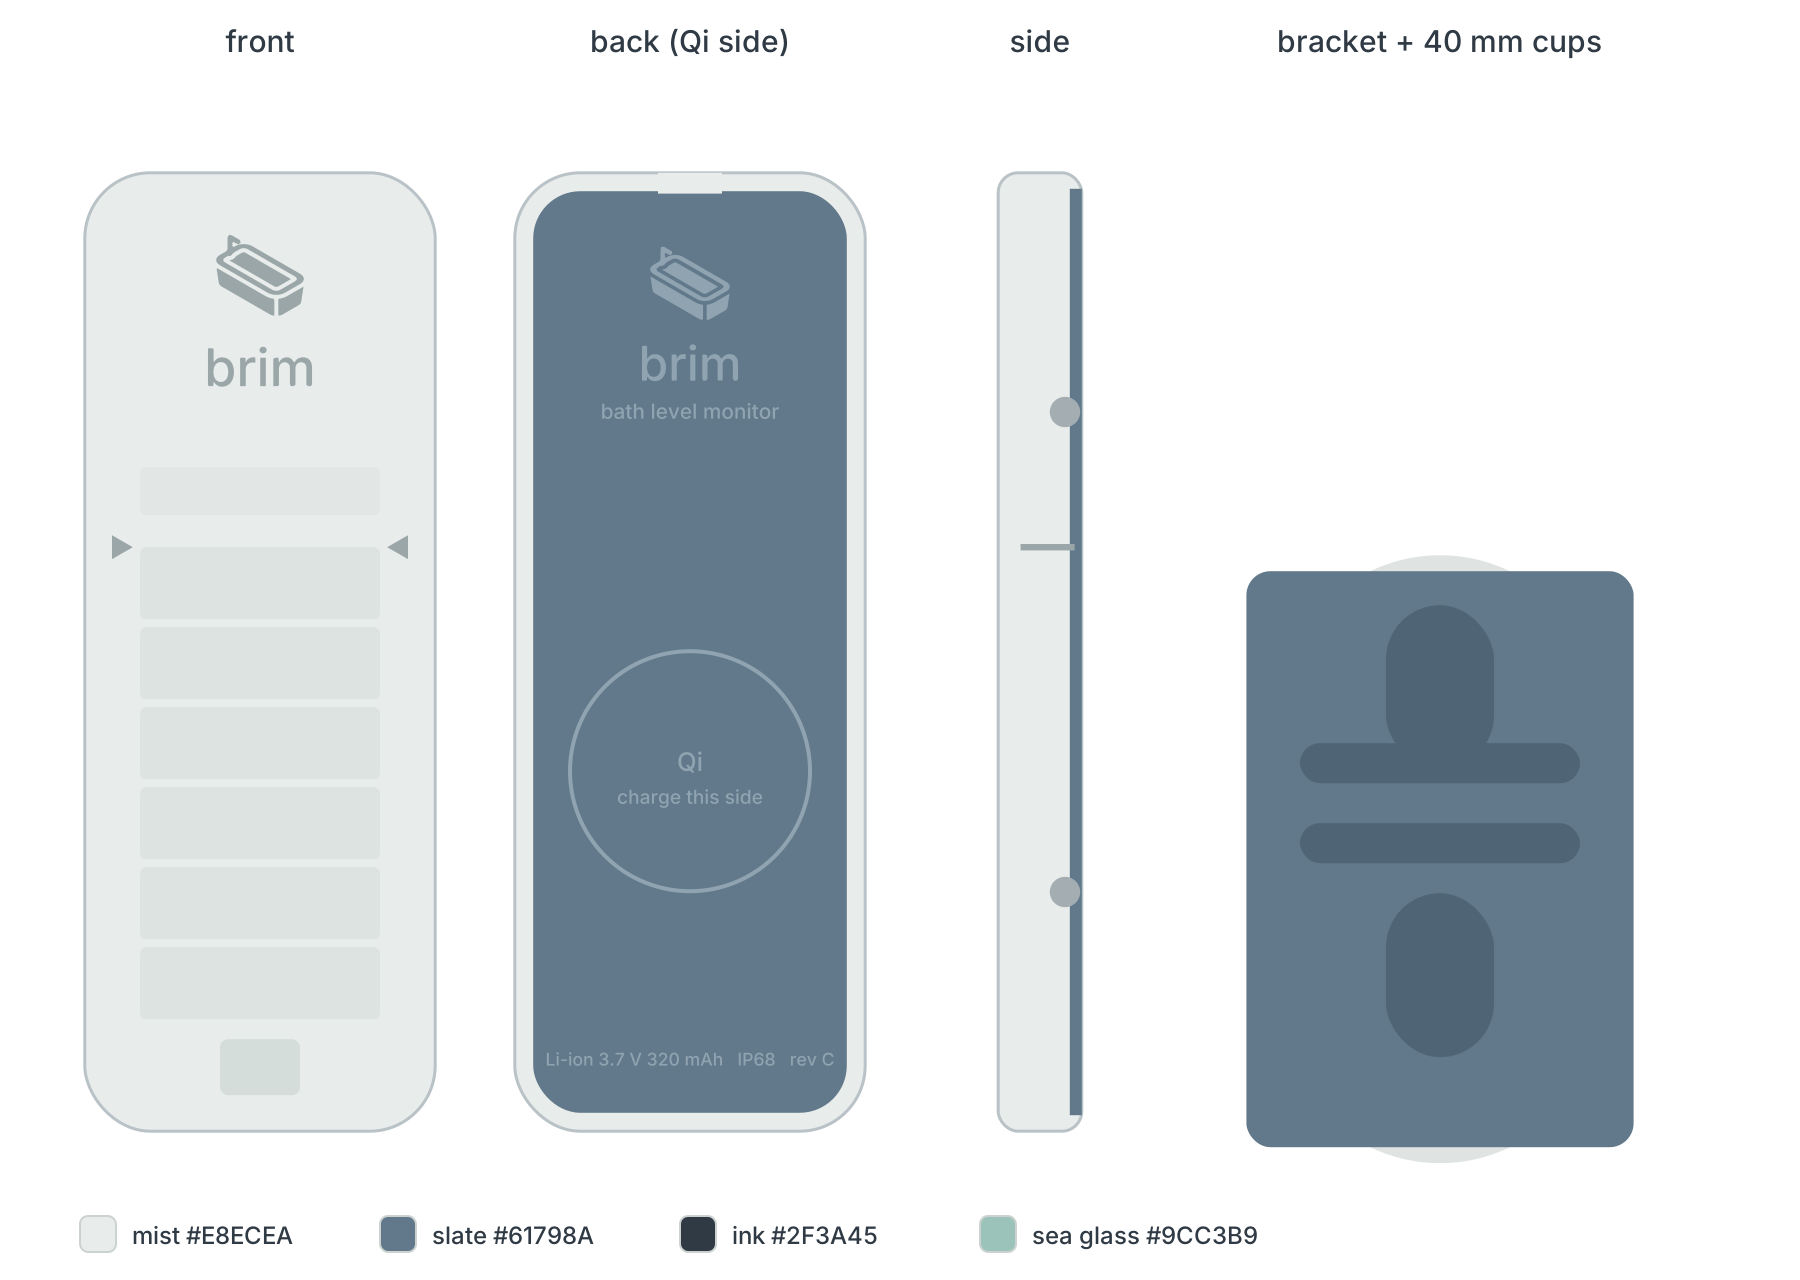 front
back (Qi side)
side
bracket + 40 mm cups
brim
brim
bath level monitor
Qi
charge this side
Li-ion 3.7 V 320 mAh IP68 rev C
mist #E8ECEA
slate #61798A
ink #2F3A45
sea glass #9CC3B9